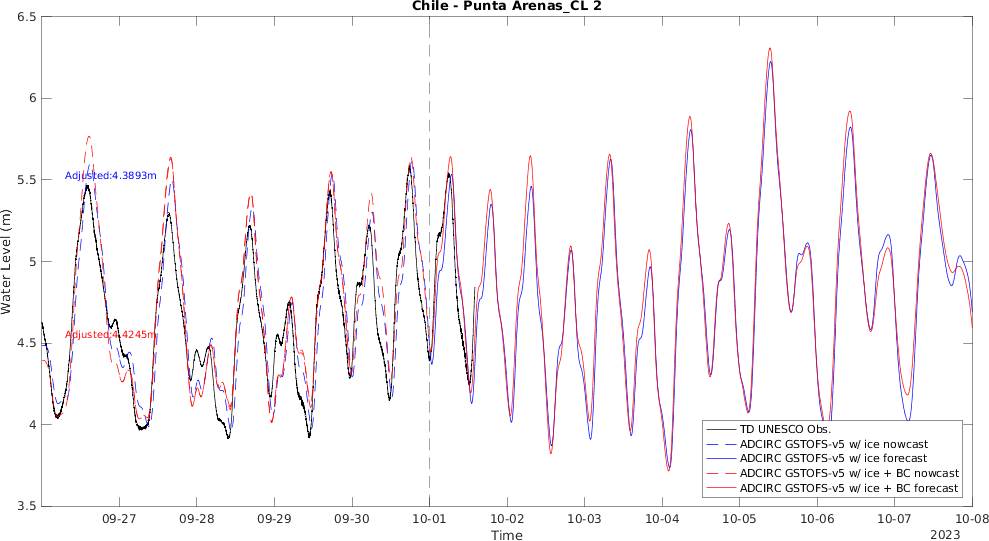 Chile - Punta Arenas_CL 2
Water Level (m)
6.5
6
5.5
5
4.5
4
3.5
Adjusted:4.3893m
Adjusted:4.4245m
TD UNESCO Obs.
ADCIRC GSTOFS-v5 w/ ice nowcast
ADCIRC GSTOFS-v5 w/ ice forecast
ADCIRC GSTOFS-v5 w/ ice + BC nowcast
ADCIRC GSTOFS-v5 w/ ice + BC forecast
09-27 09-28 09-29 09-30 10-01 10-02 10-03 10-04 10-05 10-06 10-07 10-08
Time
2023